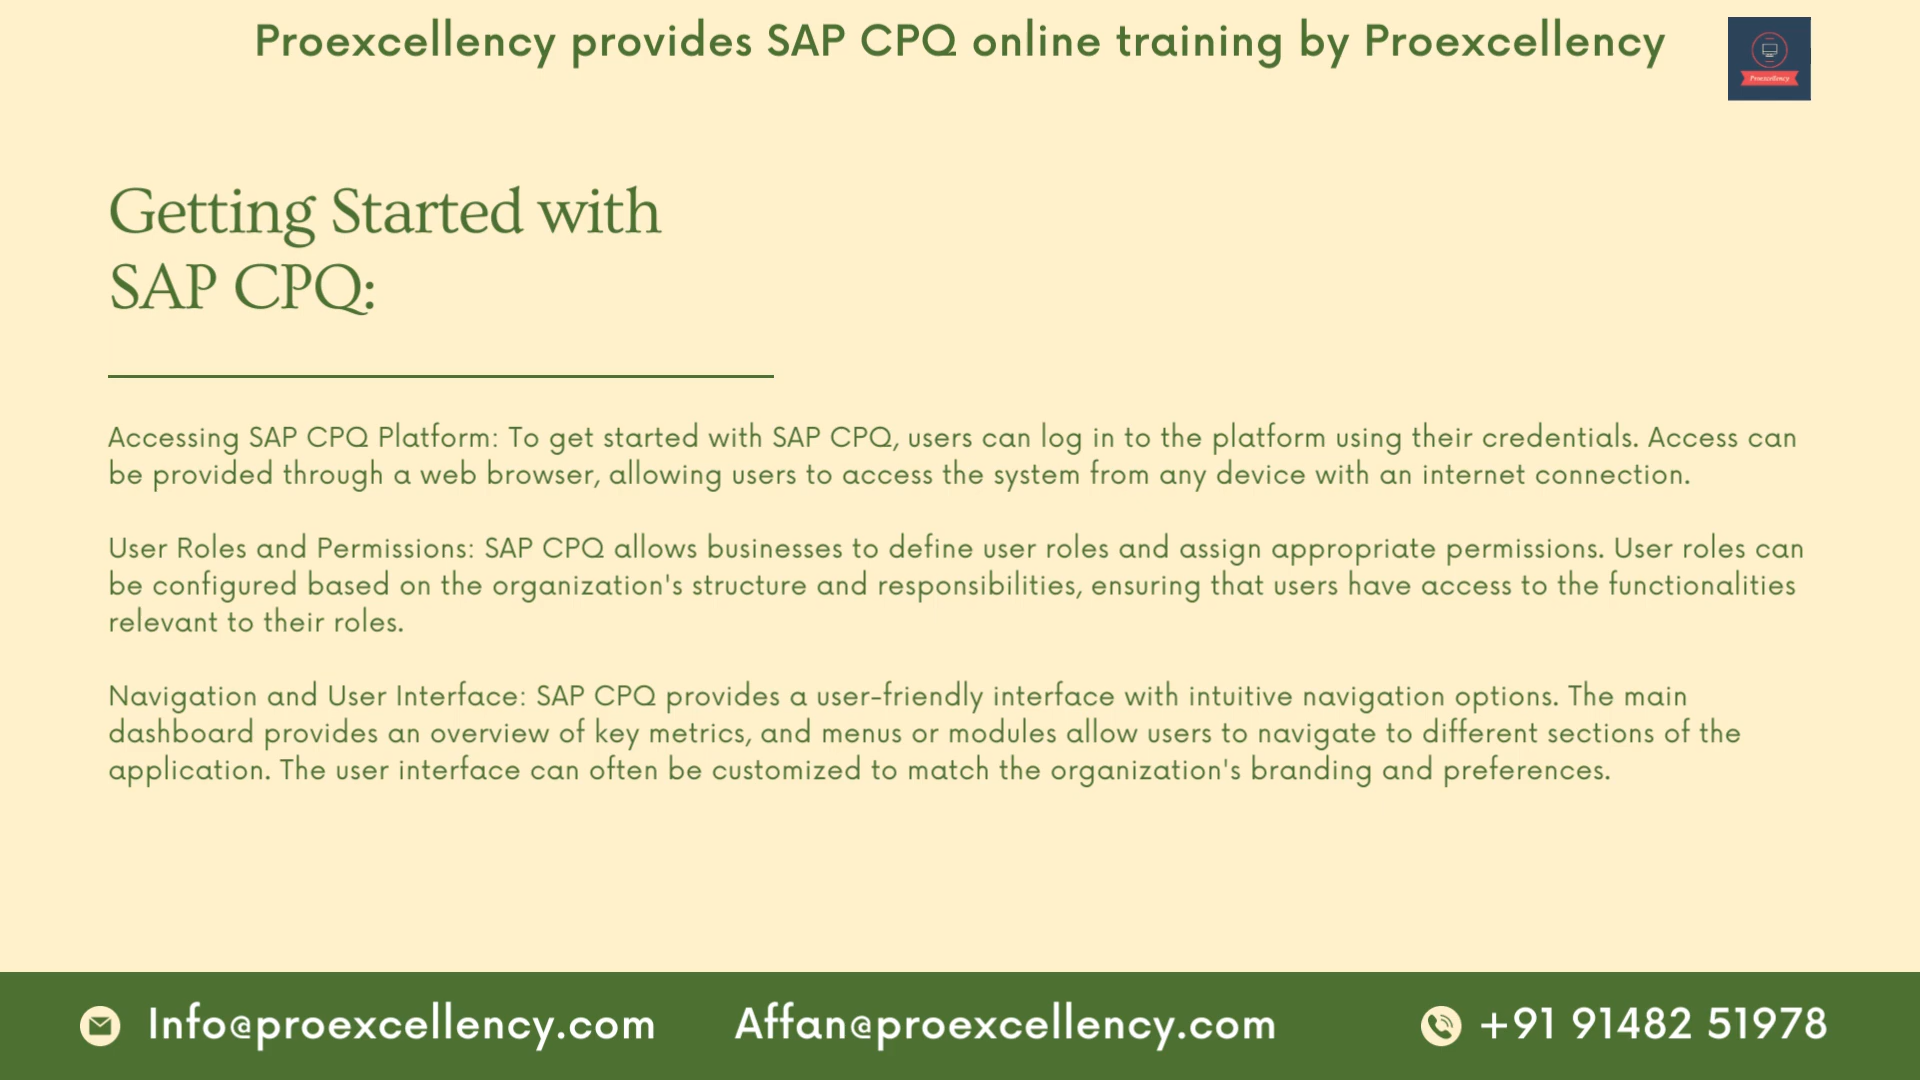 Proexcellency provides SAP CPQ online training by Proexcellency
Proexcellency
Getting Started with
SAP CPQ:
Accessing SAP CPQ Platform: To get started with SAP CPQ, users can log in to the platform using their credentials. Access can
be provided through a web browser, allowing users to access the system from any device with an internet connection.
User Roles and Permissions: SAP CPQ allows businesses to define user roles and assign appropriate permissions. User roles can
be configured based on the organization's structure and responsibilities, ensuring that users have access to the functionalities
relevant to their roles.
Navigation and User Interface: SAP CPQ provides a user-friendly interface with intuitive navigation options. The main
dashboard provides an overview of key metrics, and menus or modules allow users to navigate to different sections of the
application. The user interface can often be customized to match the organization's branding and preferences.
Info@proexcellency.com Affan@proexcellency.com +91 91482 51978